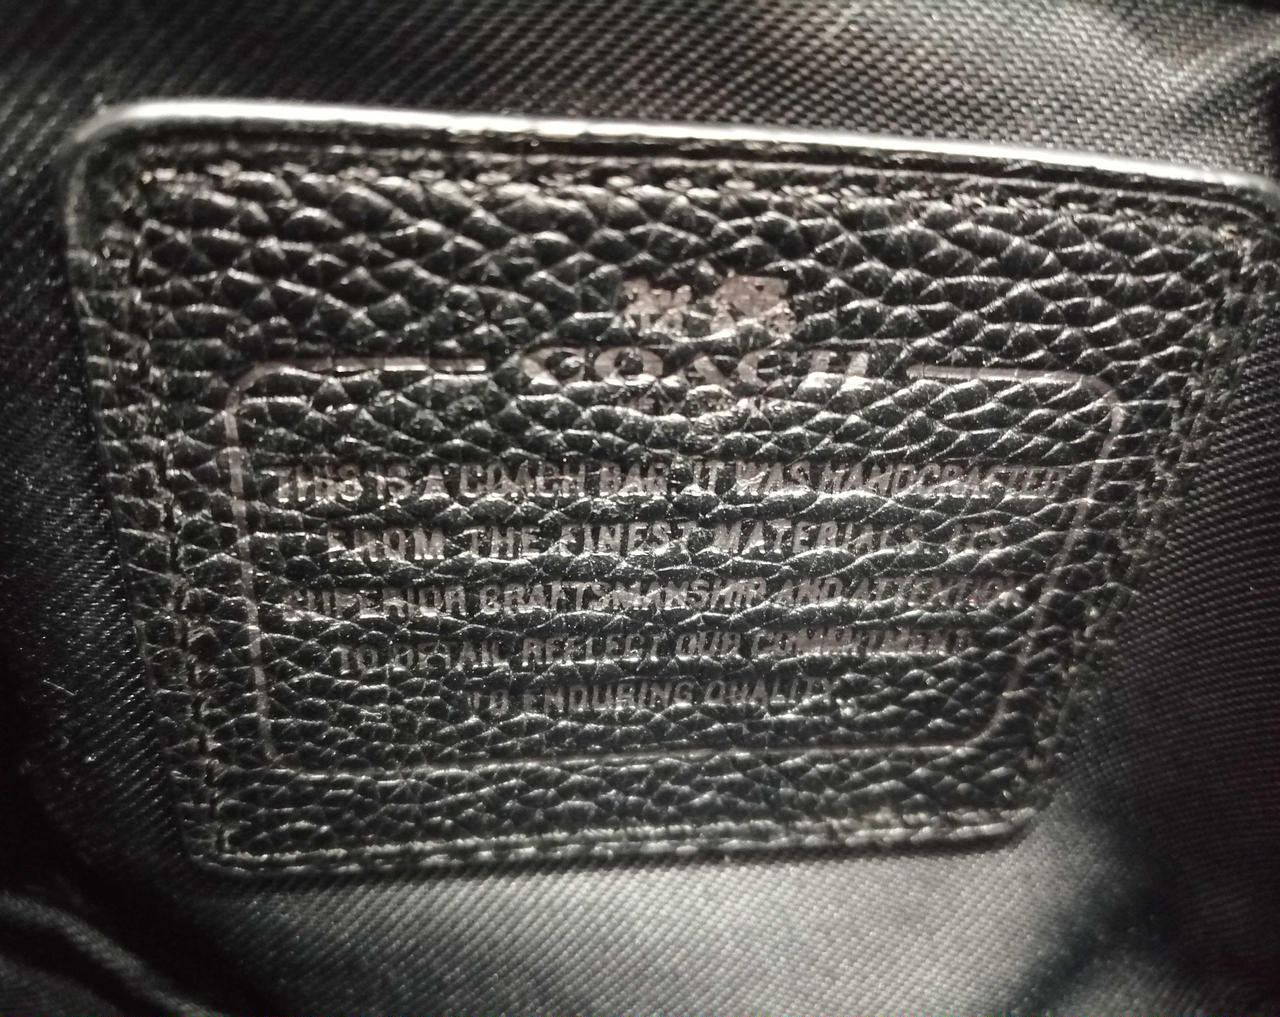 COACH
THIS IS A COACH BAG. IT WAS HANDCRAFTED
FROM THE FINEST MATERIALS. ITS
SUPERIOR CRAFTSMANSHIP AND ATTENTION
TO DETAIL REFLECT OUR COMMITMENT
TO ENDURING QUALITY.